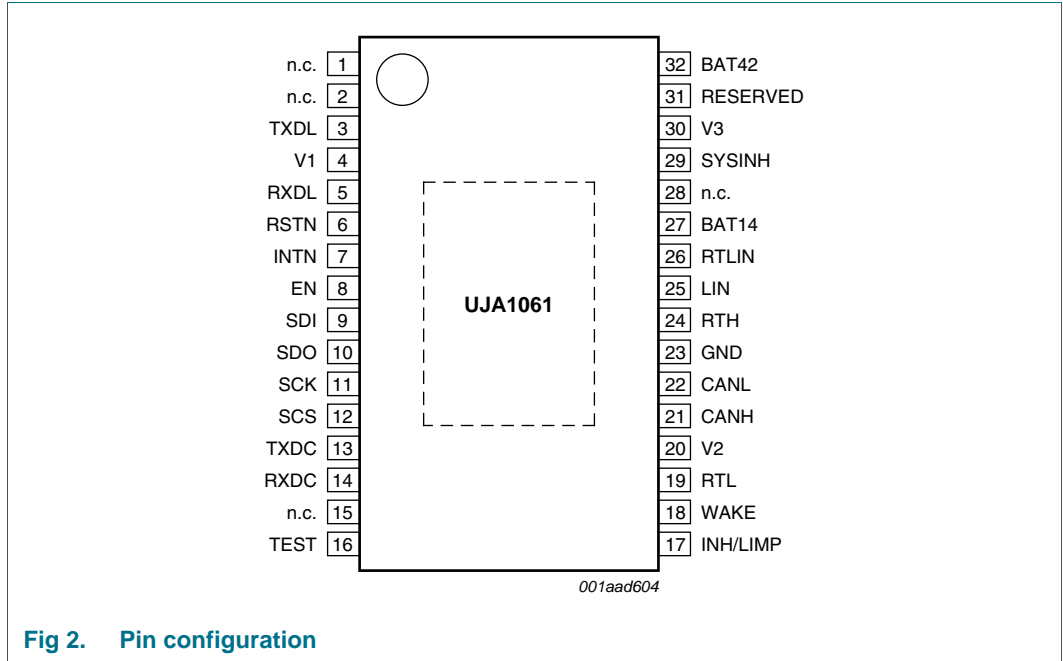 n.c. 1 32 BAT42
n.c. 2 31 RESERVED
TXDL 3 30 V3
V1 4 29 SYSINH
RXDL 5 28 n.c.
RSTN 6 27 BAT14
INTN 7 26 RTLIN
EN 8 25 LIN
UJA1061
SDI 9 24 RTH
SDO 10 23 GND
SCK 11 22 CANL
SCS 12 21 CANH
TXDC 13 20 V2
RXDC 14 19 RTL
n.c. 15 18 WAKE
TEST 16 17 INH/LIMP
001aad604
Fig 2. Pin configuration